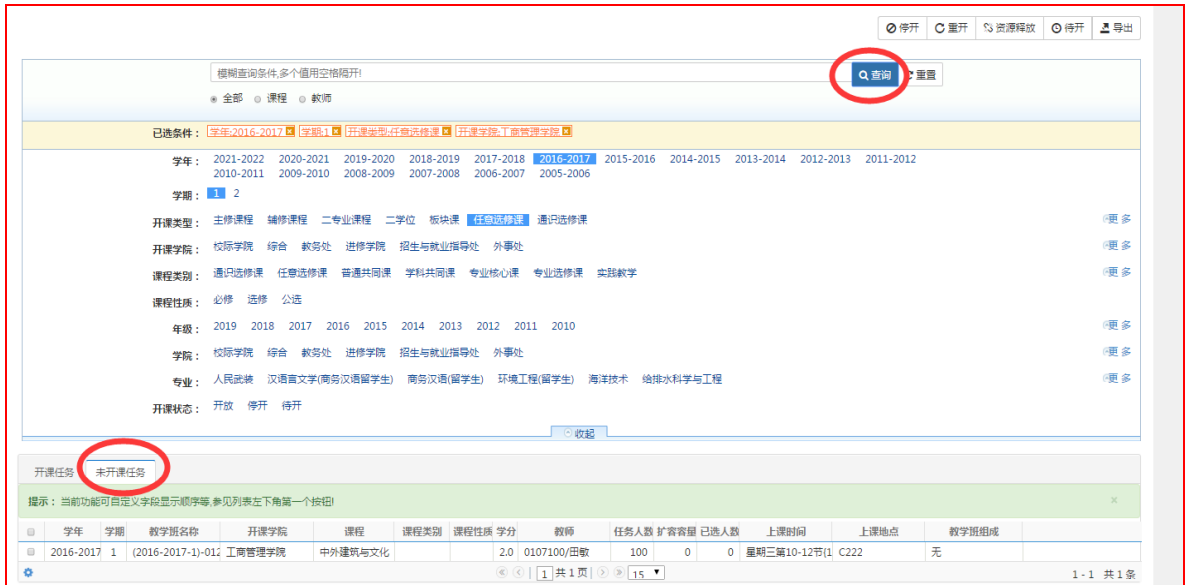 停开 重开 资源释放 待开 导出
模糊查询条件,多个值用空格隔开! 查询 重置
全部 课程 教师
已选条件： 学年:2016-2017 学期:1 开课类型:任意选修课 开课学院:工商管理学院
学年： 2021-2022 2020-2021 2019-2020 2018-2019 2017-2018 2016-2017 2015-2016 2014-2015 2013-2014 2012-2013 2011-2012
2010-2011 2009-2010 2008-2009 2007-2008 2006-2007 2005-2006
学期： 1 2
开课类型： 主修课程 辅修课程 二专业课程 二学位 板块课 任意选修课 通识选修课 更多
开课学院： 校际学院 综合 教务处 进修学院 招生与就业指导处 外事处 更多
课程类别： 通识选修课 任意选修课 普通共同课 学科共同课 专业核心课 专业选修课 实践教学 更多
课程性质： 必修 选修 公选
年级： 2019 2018 2017 2016 2015 2014 2013 2012 2011 2010 更多
学院： 校际学院 综合 教务处 进修学院 招生与就业指导处 外事处 更多
专业： 人民武装 汉语言文学(商务汉语留学生) 商务汉语(留学生) 环境工程(留学生) 海洋技术 给排水科学与工程 更多
开课状态： 开放 停开 待开
收起
开课任务 未开课任务
提示：当前功能可自定义字段显示顺序等,参见列表左下角第一个按钮! ×
学年 学期 教学班名称 开课学院 课程 课程类别 课程性质 学分 教师 任务人数 扩容容量 已选人数 上课时间 上课地点 教学班组成
2016-2017 1 (2016-2017-1)-012 工商管理学院 中外建筑与文化 2.0 0107100/田敏 100 0 0 星期三第10-12节{1 C222 无
1 共1页 15 1 - 1 共1条